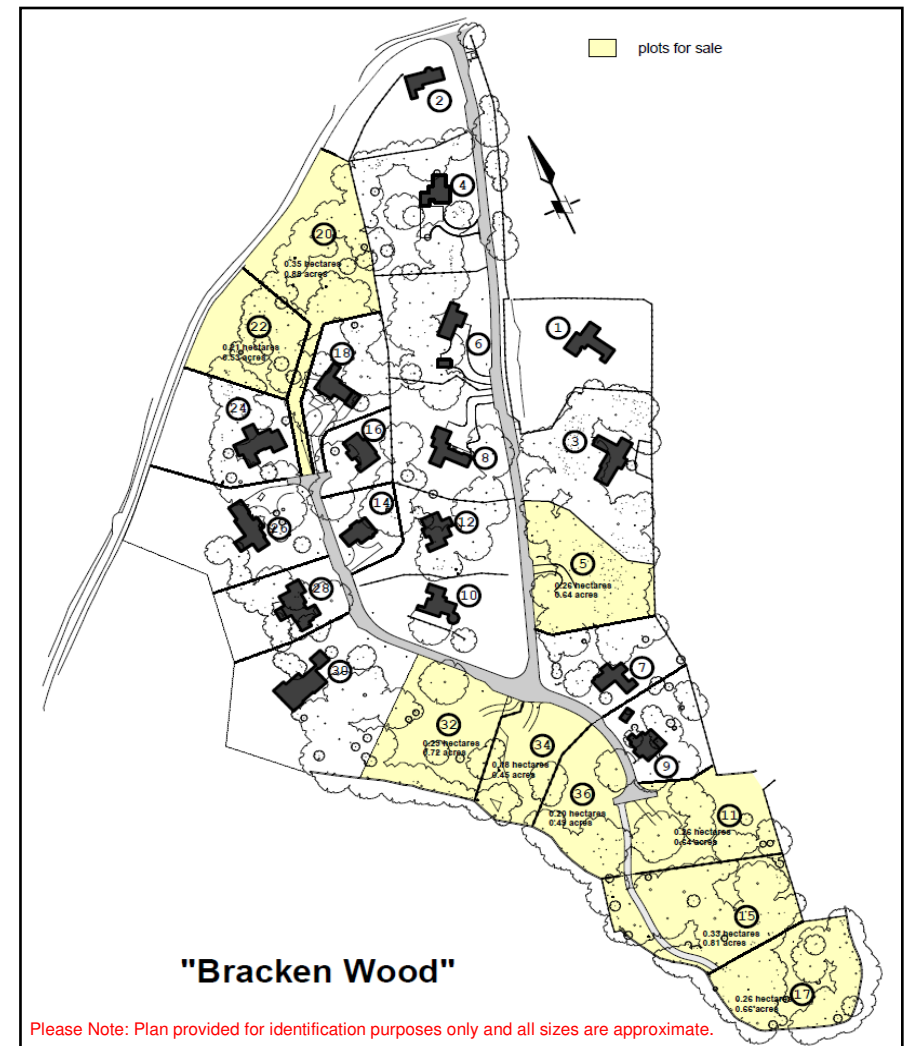 plots for sale
2
4
20
0.35 hectares
0.88 acres
22
0.21 hectares
0.53 acres
1
6
18
24
16
3
8
14
12
26
5
0.26 hectares
0.64 acres
28
10
7
30
32
0.25 hectares
0.72 acres
34
0.18 hectares
0.45 acres
9
36
0.20 hectares
0.49 acres
11
0.26 hectares
0.64 acres
15
0.33 hectares
0.81 acres
17
0.26 hectares
0.66 acres
"Bracken Wood"
Please Note: Plan provided for identification purposes only and all sizes are approximate.